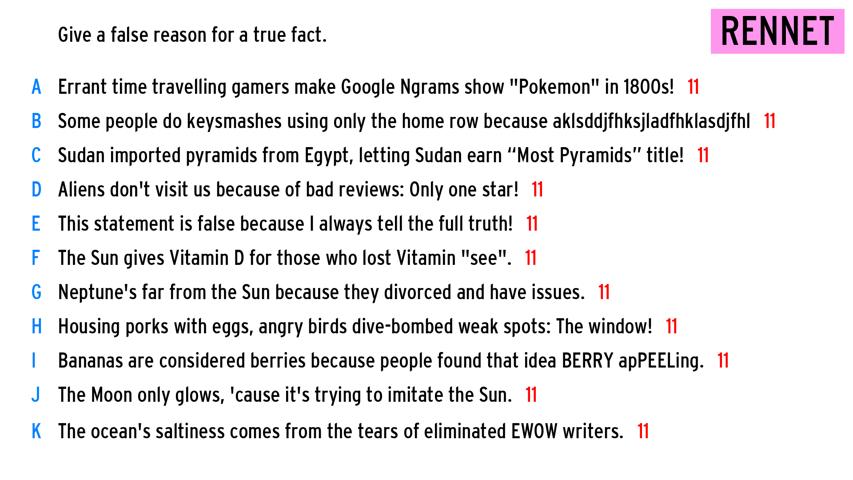 Give a false reason for a true fact.
RENNET
A Errant time travelling gamers make Google Ngrams show "Pokemon" in 1800s! 11
B Some people do keysmashes using only the home row because aklsddjfhksjladfhklasdjfhl 11
C Sudan imported pyramids from Egypt, letting Sudan earn “Most Pyramids” title! 11
D Aliens don't visit us because of bad reviews: Only one star! 11
E This statement is false because I always tell the full truth! 11
F The Sun gives Vitamin D for those who lost Vitamin "see". 11
G Neptune's far from the Sun because they divorced and have issues. 11
H Housing porks with eggs, angry birds dive-bombed weak spots: The window! 11
I Bananas are considered berries because people found that idea BERRY apPEELing. 11
J The Moon only glows, 'cause it's trying to imitate the Sun. 11
K The ocean's saltiness comes from the tears of eliminated EWOW writers. 11